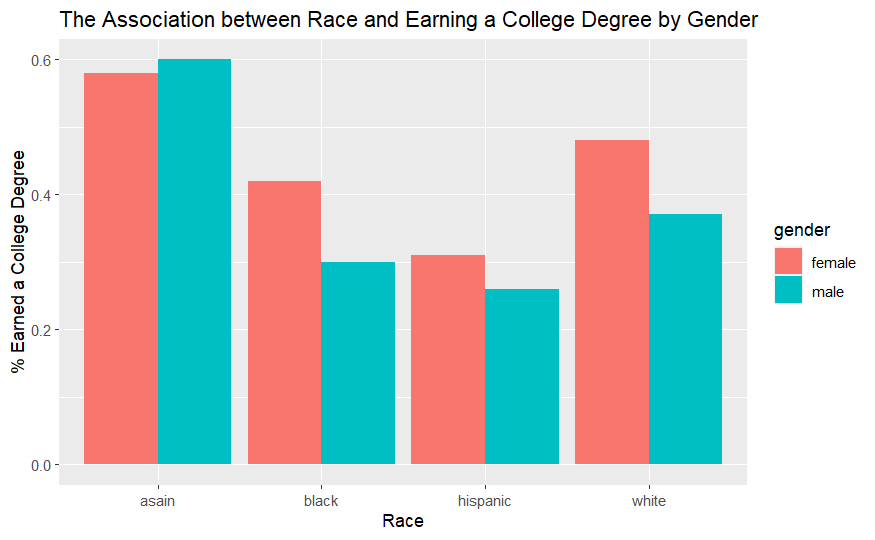 The Association between Race and Earning a College Degree by Gender
% Earned a College Degree
0.6
0.4
0.2
0.0
asain
black
hispanic
white
Race
gender
female
male